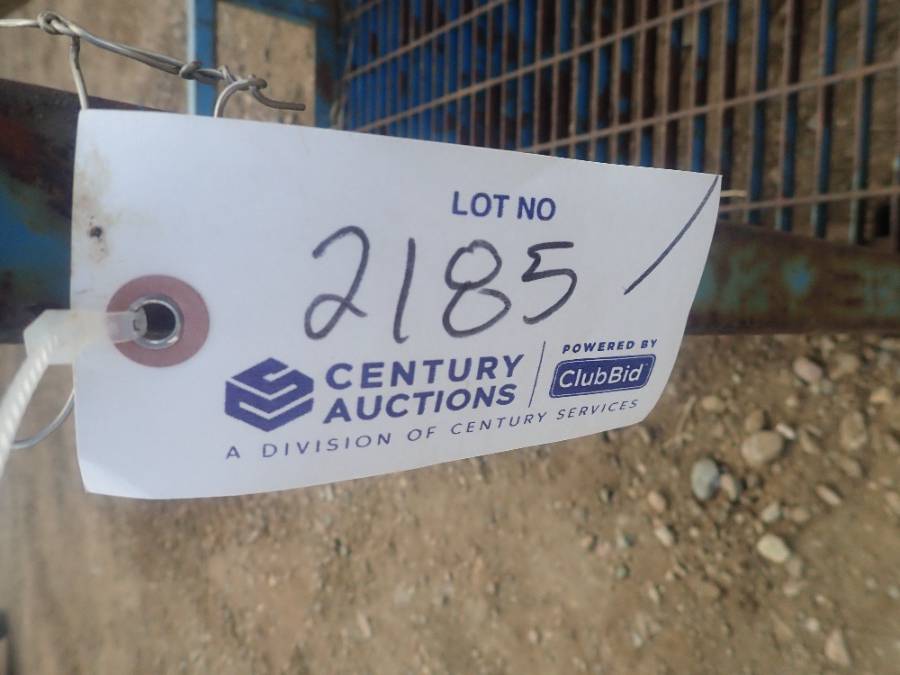 LOT NO
2185
CENTURY AUCTIONS
POWERED BY
ClubBid
A DIVISION OF CENTURY SERVICES